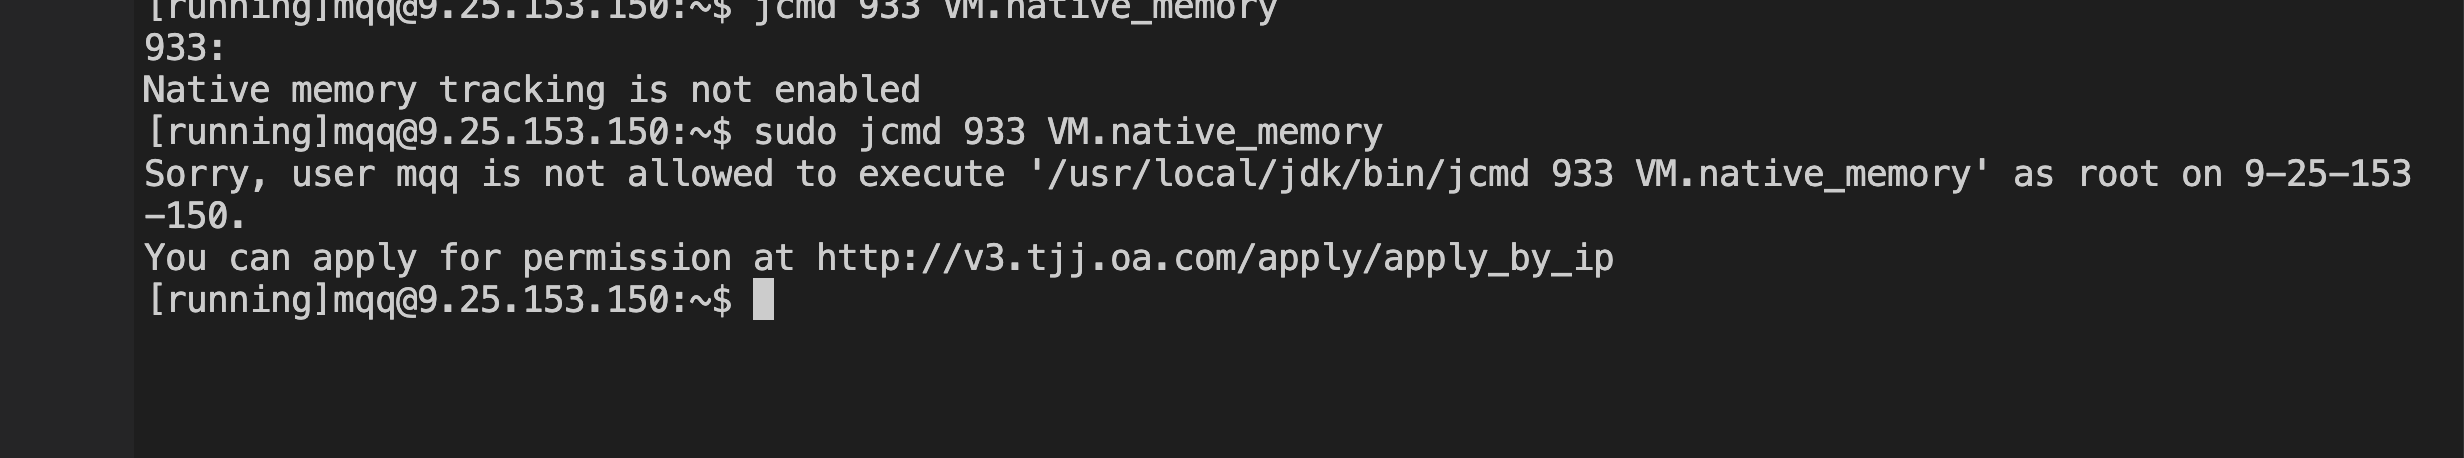 [running]mqq@9.25.153.150:~$ jcmd 933 VM.native_memory
933:
Native memory tracking is not enabled
[running]mqq@9.25.153.150:~$ sudo jcmd 933 VM.native_memory
Sorry, user mqq is not allowed to execute '/usr/local/jdk/bin/jcmd 933 VM.native_memory' as root on 9-25-153
-150.
You can apply for permission at http://v3.tjj.oa.com/apply/apply_by_ip
[running]mqq@9.25.153.150:~$